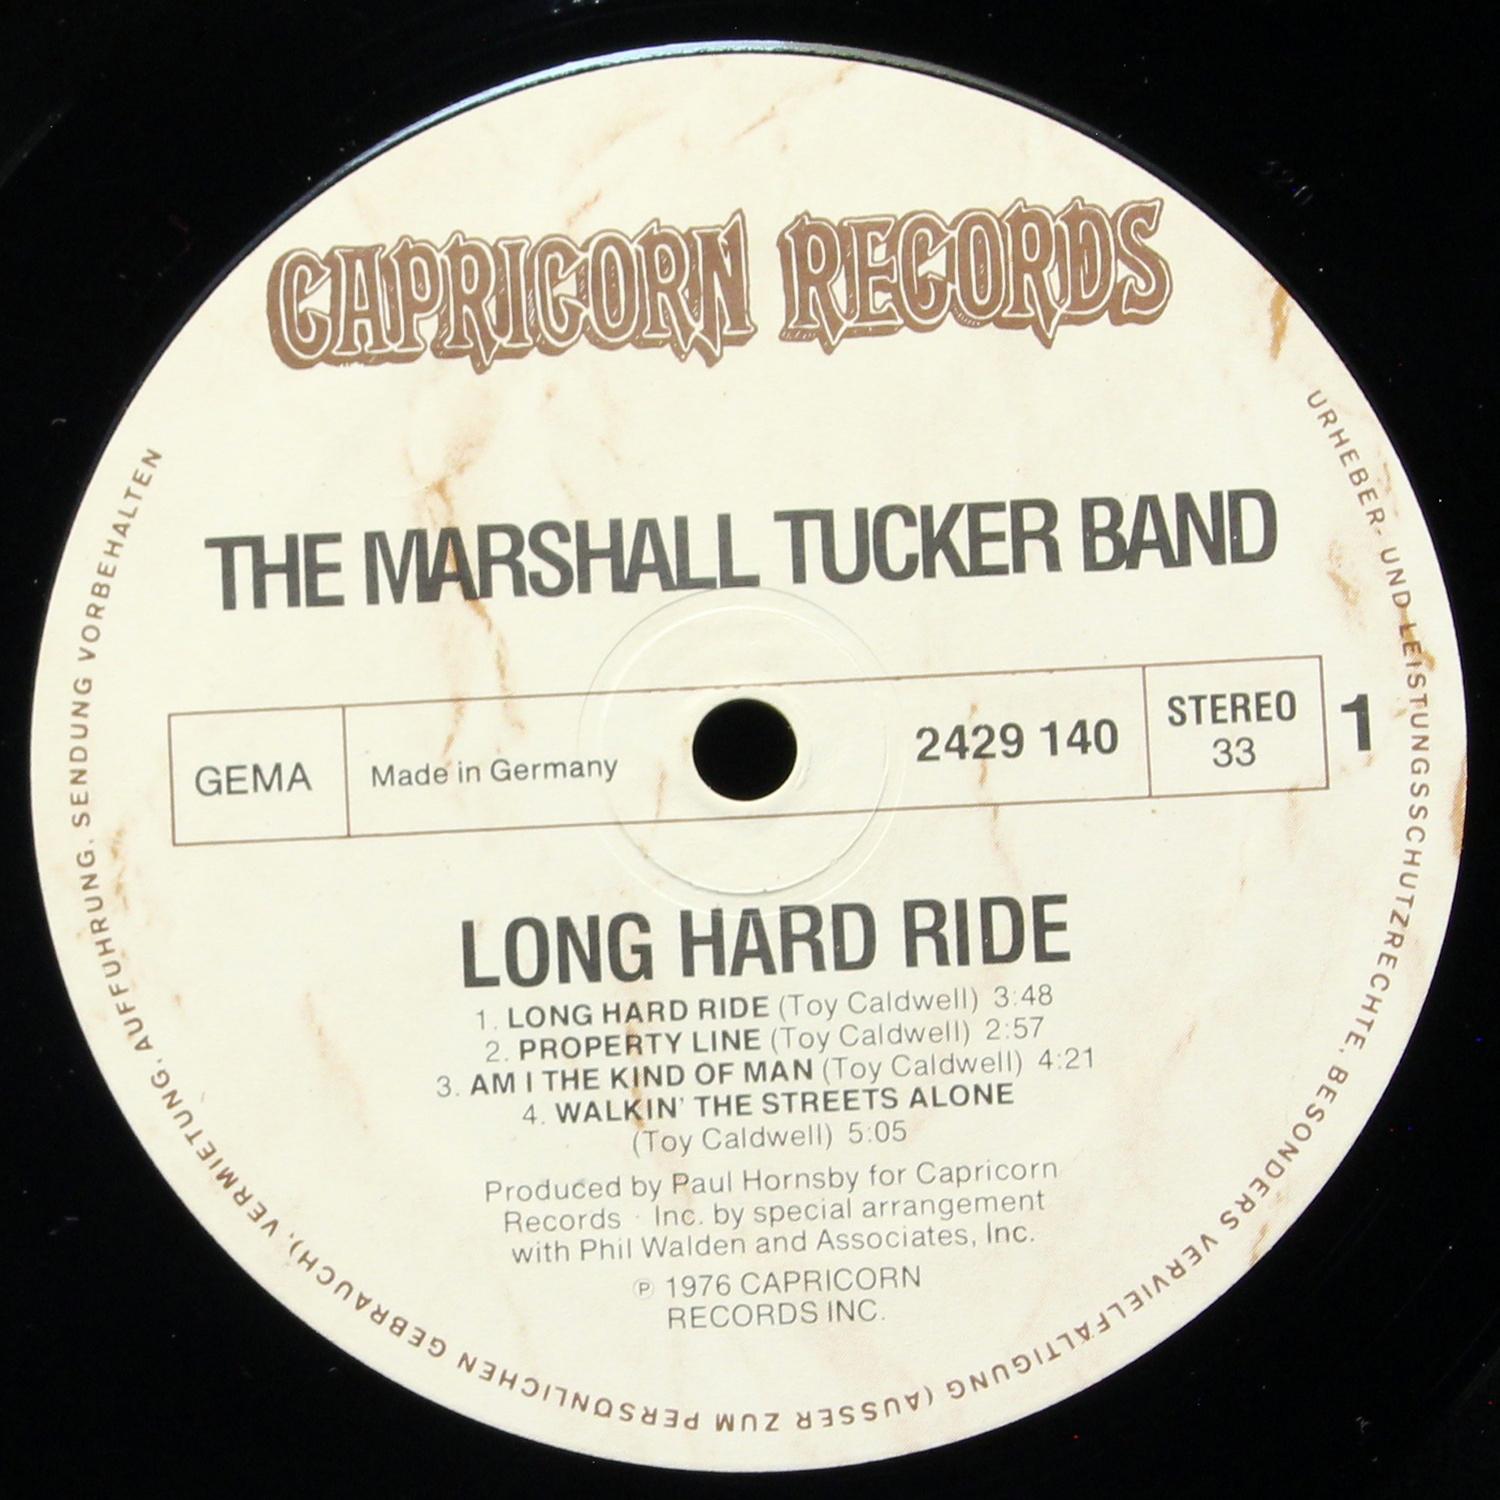 CAPRICORN RECORDS
THE MARSHALL TUCKER BAND
GEMA
Made in Germany
2429 140
STEREO
33
1
LONG HARD RIDE
1. LONG HARD RIDE (Toy Caldwell) 3:48
2. PROPERTY LINE (Toy Caldwell) 2:57
3. AM I THE KIND OF MAN (Toy Caldwell) 4:21
4. WALKIN' THE STREETS ALONE
(Toy Caldwell) 5:05
Produced by Paul Hornsby for Capricorn
Records · Inc. by special arrangement
with Phil Walden and Associates, Inc.
℗ 1976 CAPRICORN
RECORDS INC.
URHEBER- UND LEISTUNGSSCHUTZRECHTE, BESONDERS VERVIELFÄLTIGUNG (AUSSER ZUM PERSÖNLICHEN GEBRAUCH), VERMIETUNG, AUFFÜHRUNG, SENDUNG VORBEHALTEN